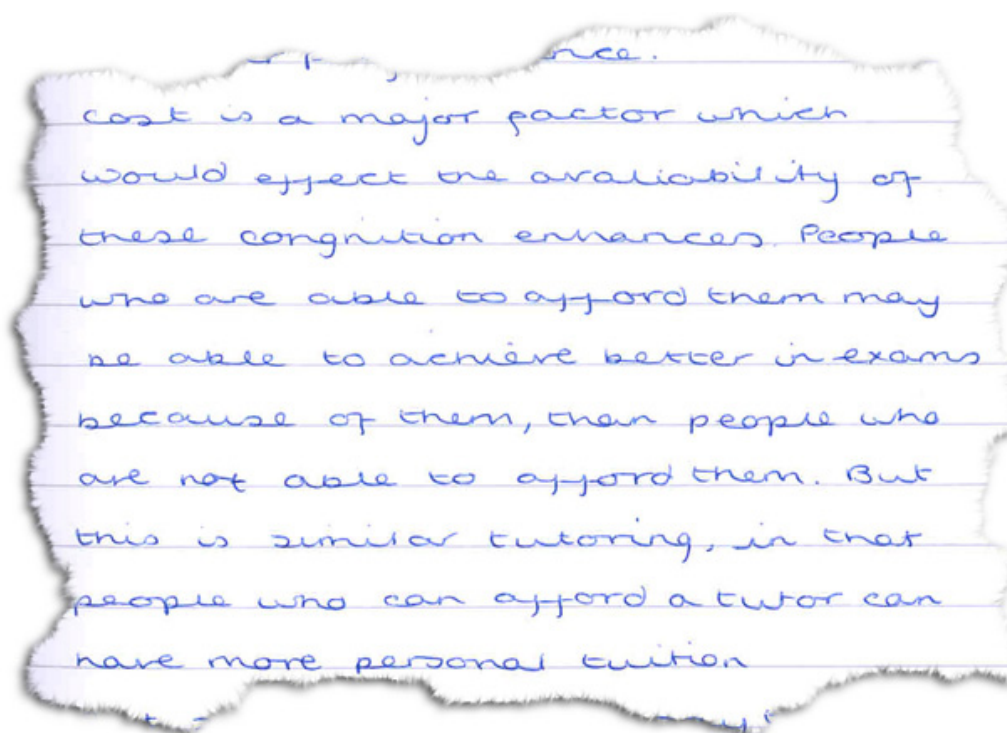 cost is a major factor which
would effect the avaliability of
these congnition enhances. People
who are able to afford them may
be able to achieve better in exams
because of them, than people who
are not able to afford them. But
this is similar tutoring, in that
people who can afford a tutor can
have more personal tuition